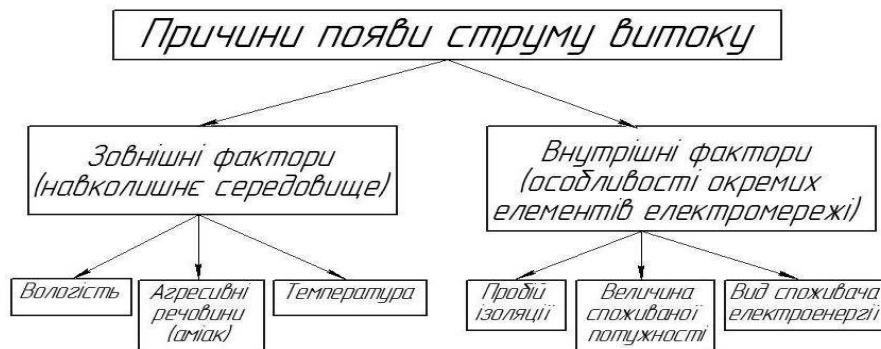 Причини появи струму витоку
Зовнішні фактори
(навколишнє середовище)
Внутрішні фактори
(особливості окремих
елементів електромережі)
Вологість
Агресивні
речовини
(аміак)
Температура
Пробій
ізоляції
Величина
споживаної
потужності
Вид споживача
електроенергії